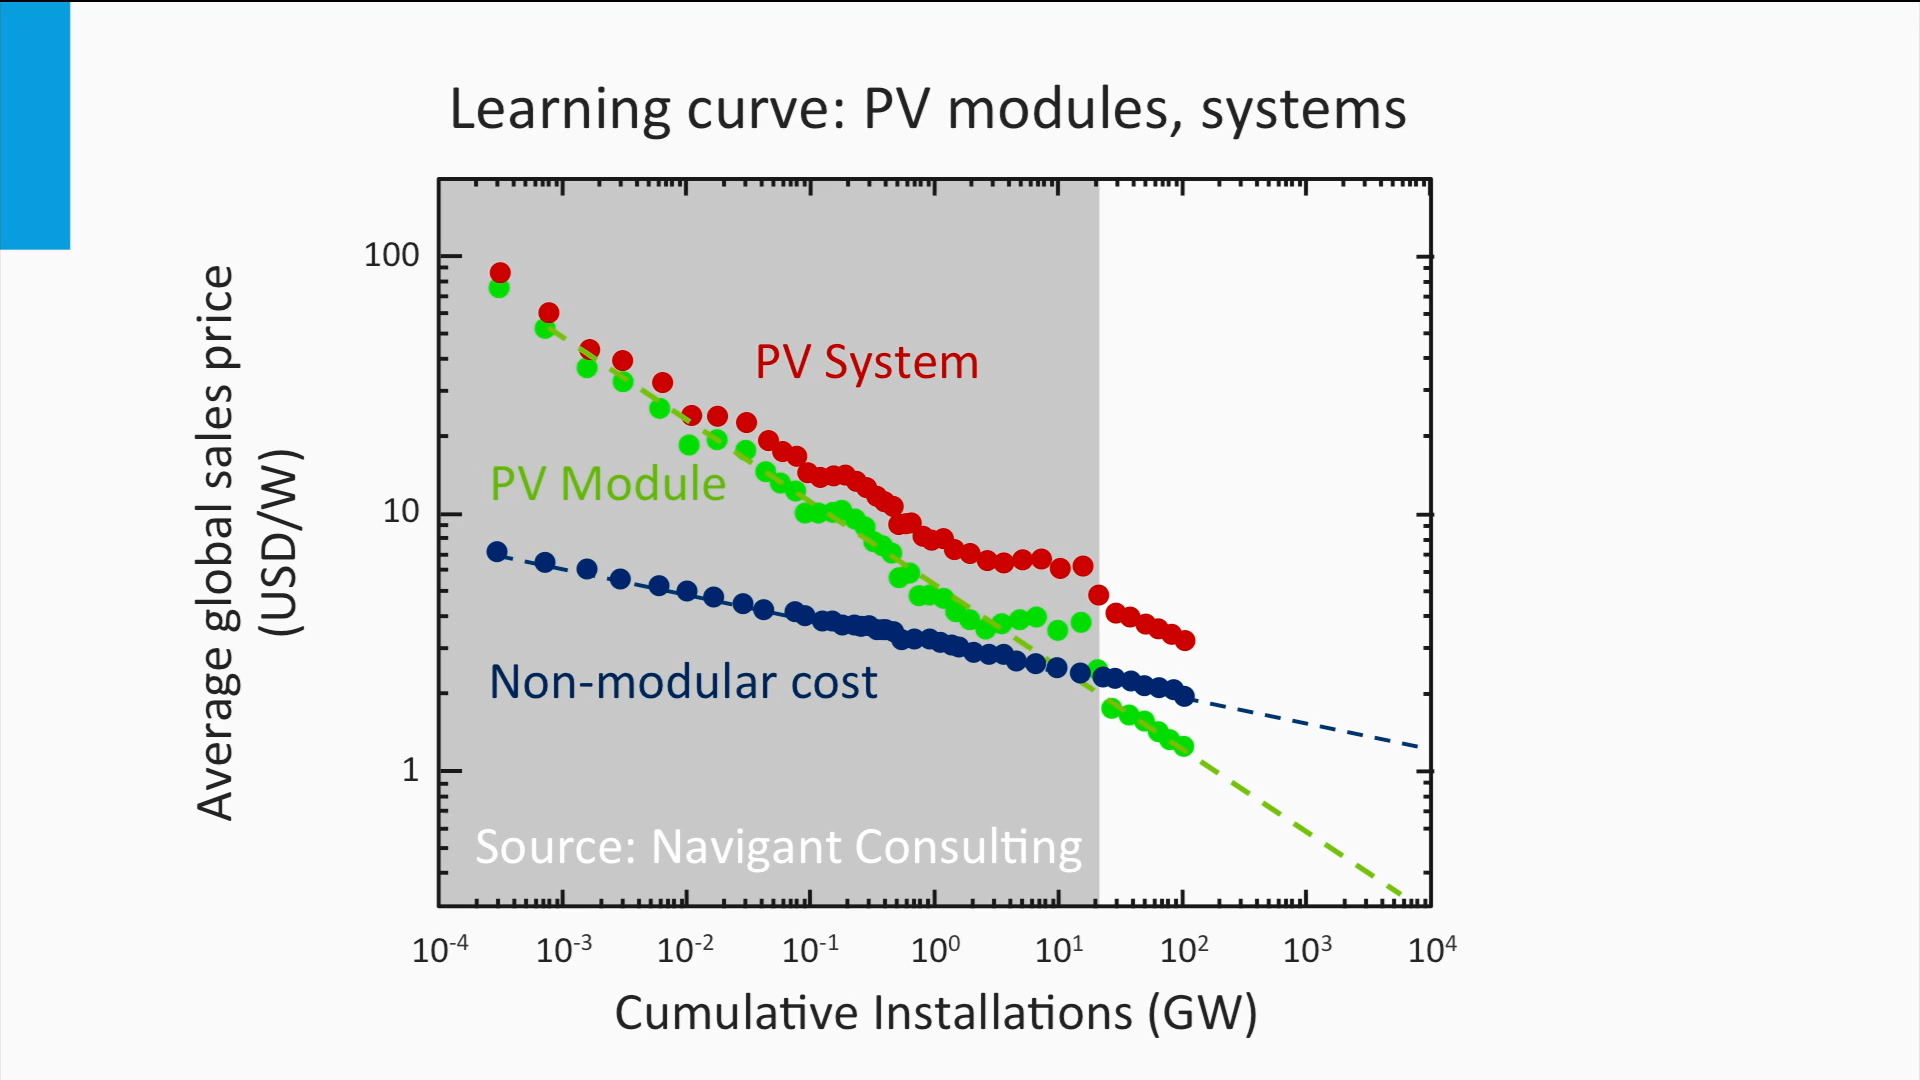 Learning curve: PV modules, systems
Average global sales price
(USD/W)
100
10
1
PV System
PV Module
Non-modular cost
Source: Navigant Consulting
10⁻⁴ 10⁻³ 10⁻² 10⁻¹ 10⁰ 10¹ 10² 10³ 10⁴
Cumulative Installations (GW)